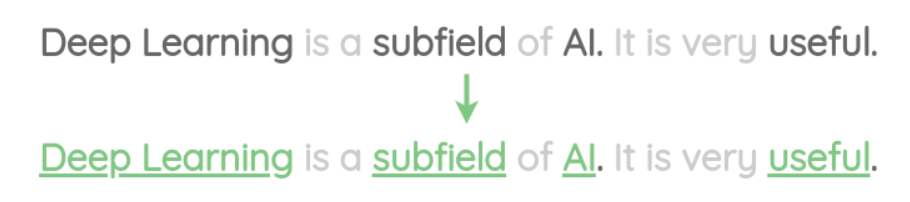 Deep Learning is a subfield of AI. It is very useful.
Deep Learning is a subfield of AI. It is very useful.